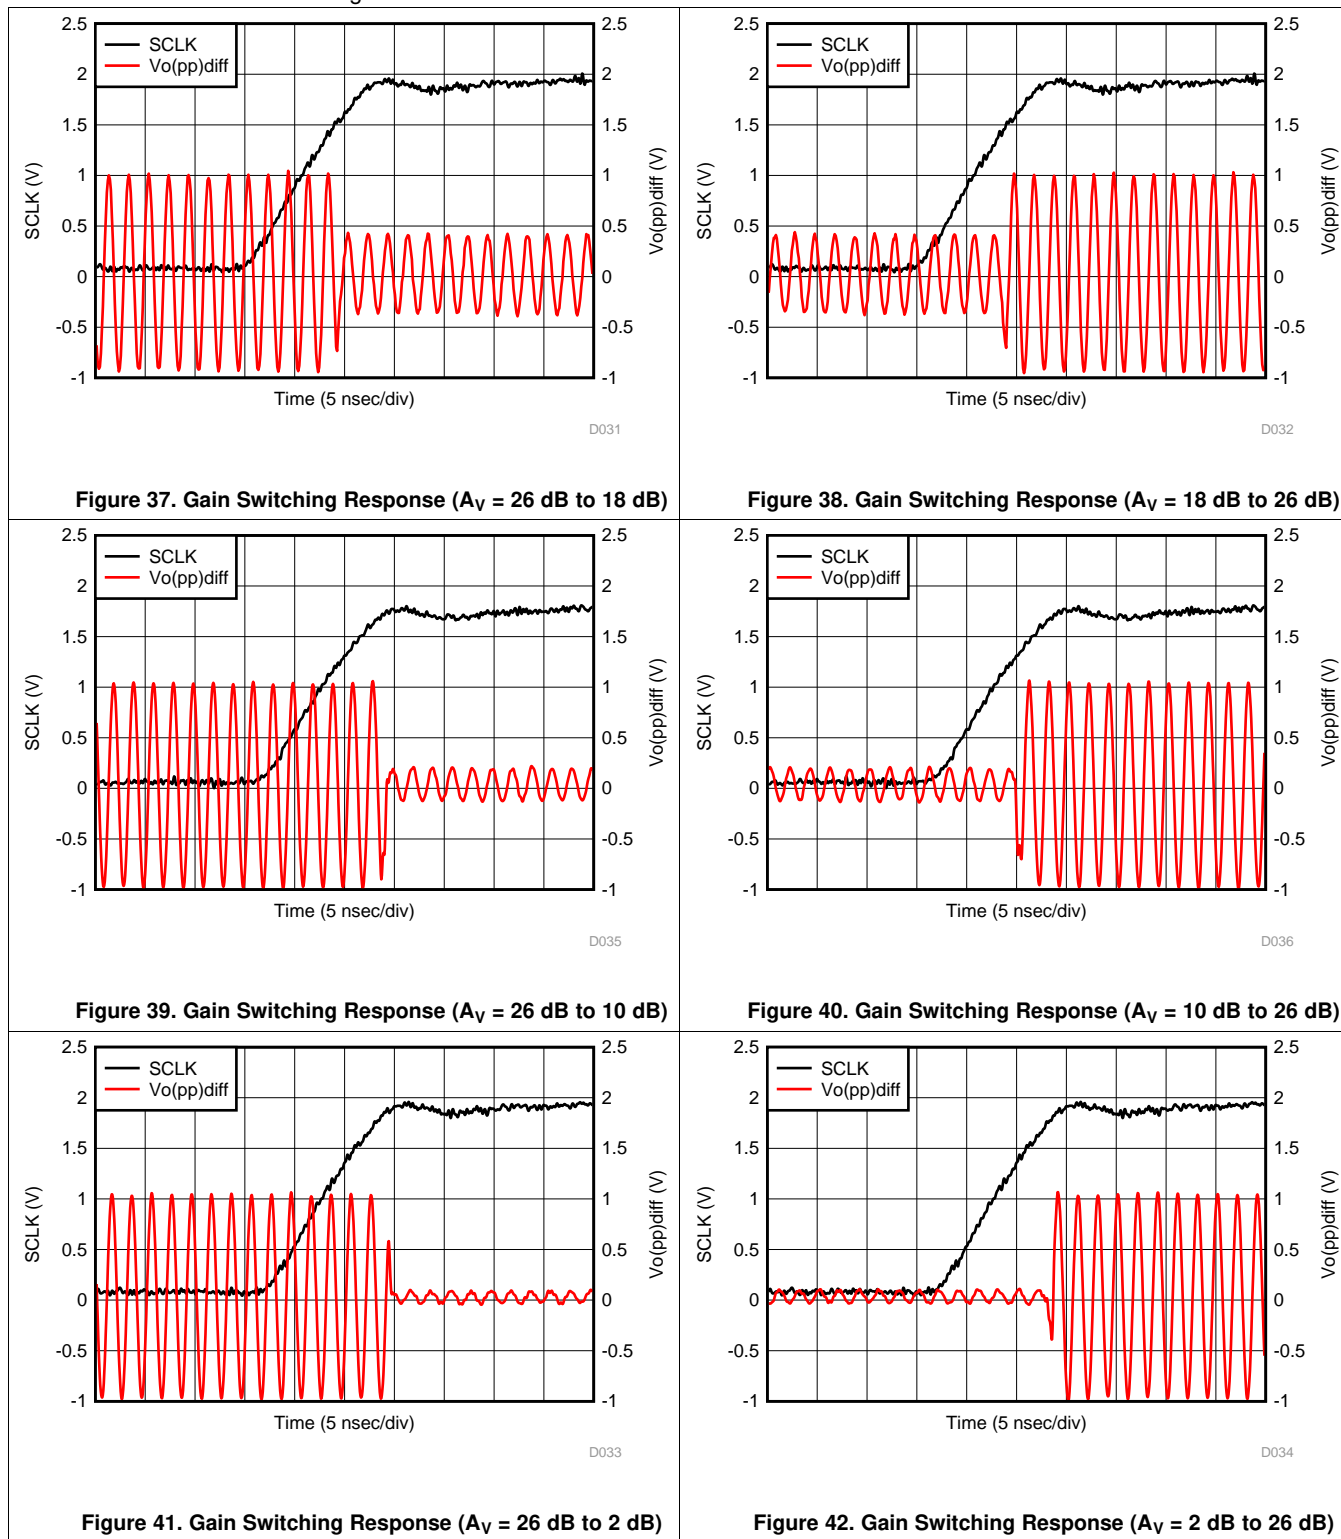 2.5
2
1.5
1
0.5
0
-0.5
-1
SCLK (V)
SCLK
Vo(pp)diff
2.5
2
1.5
1
0.5
0
-0.5
-1
Vo(pp)diff (V)
Time (5 nsec/div)
D031
Figure 37. Gain Switching Response (AV = 26 dB to 18 dB)
2.5
2
1.5
1
0.5
0
-0.5
-1
SCLK (V)
SCLK
Vo(pp)diff
2.5
2
1.5
1
0.5
0
-0.5
-1
Vo(pp)diff (V)
Time (5 nsec/div)
D032
Figure 38. Gain Switching Response (AV = 18 dB to 26 dB)
2.5
2
1.5
1
0.5
0
-0.5
-1
SCLK (V)
SCLK
Vo(pp)diff
2.5
2
1.5
1
0.5
0
-0.5
-1
Vo(pp)diff (V)
Time (5 nsec/div)
D035
Figure 39. Gain Switching Response (AV = 26 dB to 10 dB)
2.5
2
1.5
1
0.5
0
-0.5
-1
SCLK (V)
SCLK
Vo(pp)diff
2.5
2
1.5
1
0.5
0
-0.5
-1
Vo(pp)diff (V)
Time (5 nsec/div)
D036
Figure 40. Gain Switching Response (AV = 10 dB to 26 dB)
2.5
2
1.5
1
0.5
0
-0.5
-1
SCLK (V)
SCLK
Vo(pp)diff
2.5
2
1.5
1
0.5
0
-0.5
-1
Vo(pp)diff (V)
Time (5 nsec/div)
D033
Figure 41. Gain Switching Response (AV = 26 dB to 2 dB)
2.5
2
1.5
1
0.5
0
-0.5
-1
SCLK (V)
SCLK
Vo(pp)diff
2.5
2
1.5
1
0.5
0
-0.5
-1
Vo(pp)diff (V)
Time (5 nsec/div)
D034
Figure 42. Gain Switching Response (AV = 2 dB to 26 dB)